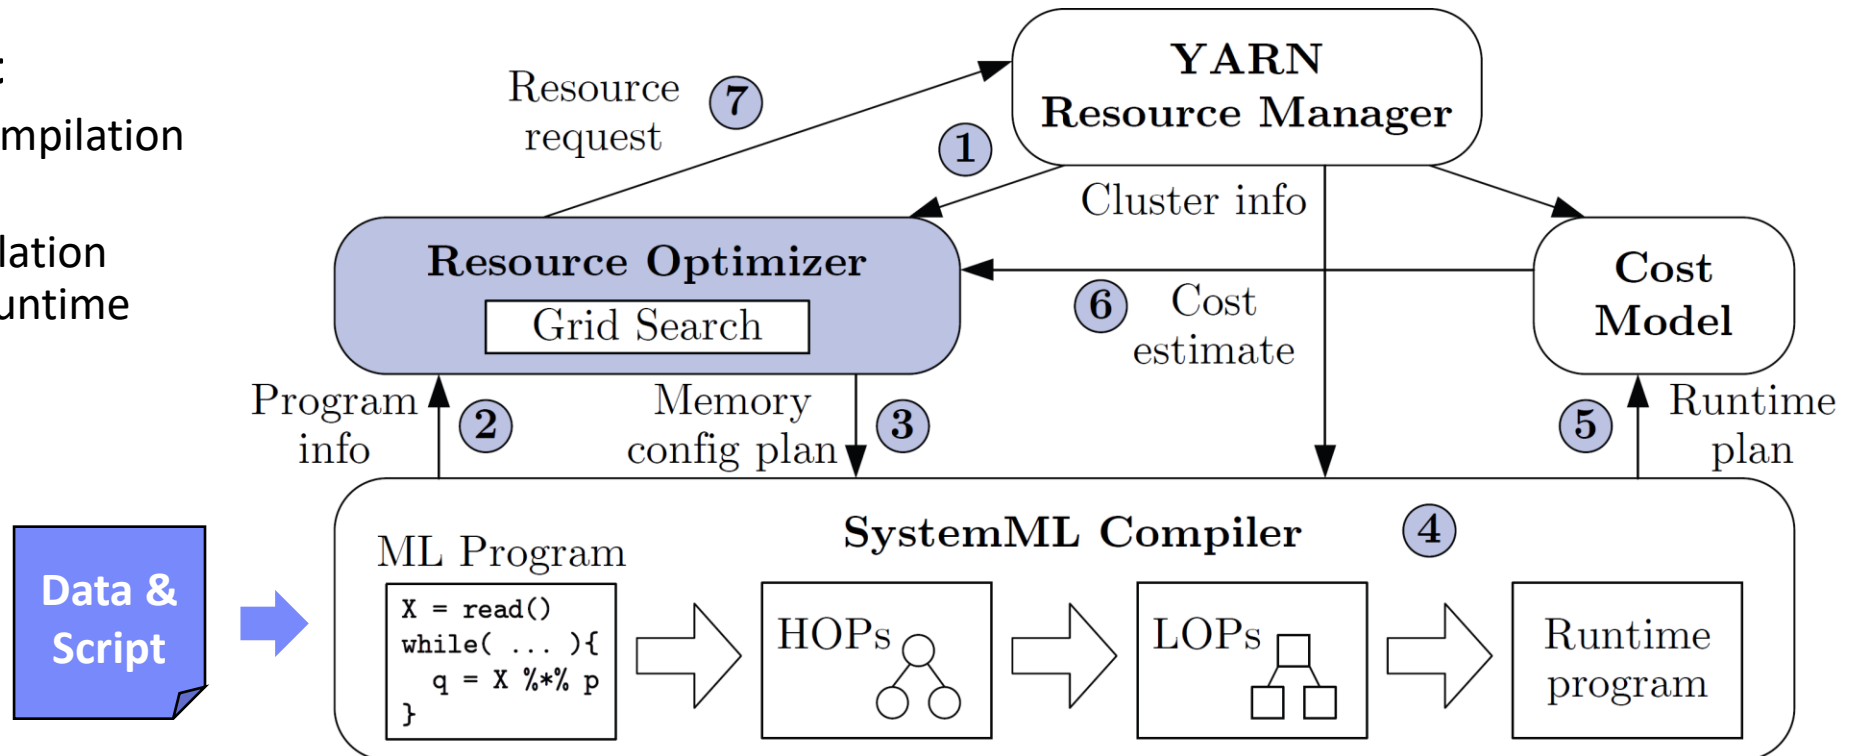 mpilation
lation
untime
YARN
Resource Manager
Resource
request
7
1
Cluster info
Resource Optimizer
Grid Search
Cost
Model
6
Cost
estimate
Program
info
2
Memory
config plan
3
5
Runtime
plan
SystemML Compiler
4
Data &
Script
ML Program
X = read()
while( ... ){
q = X %*% p
}
HOPs
LOPs
Runtime
program